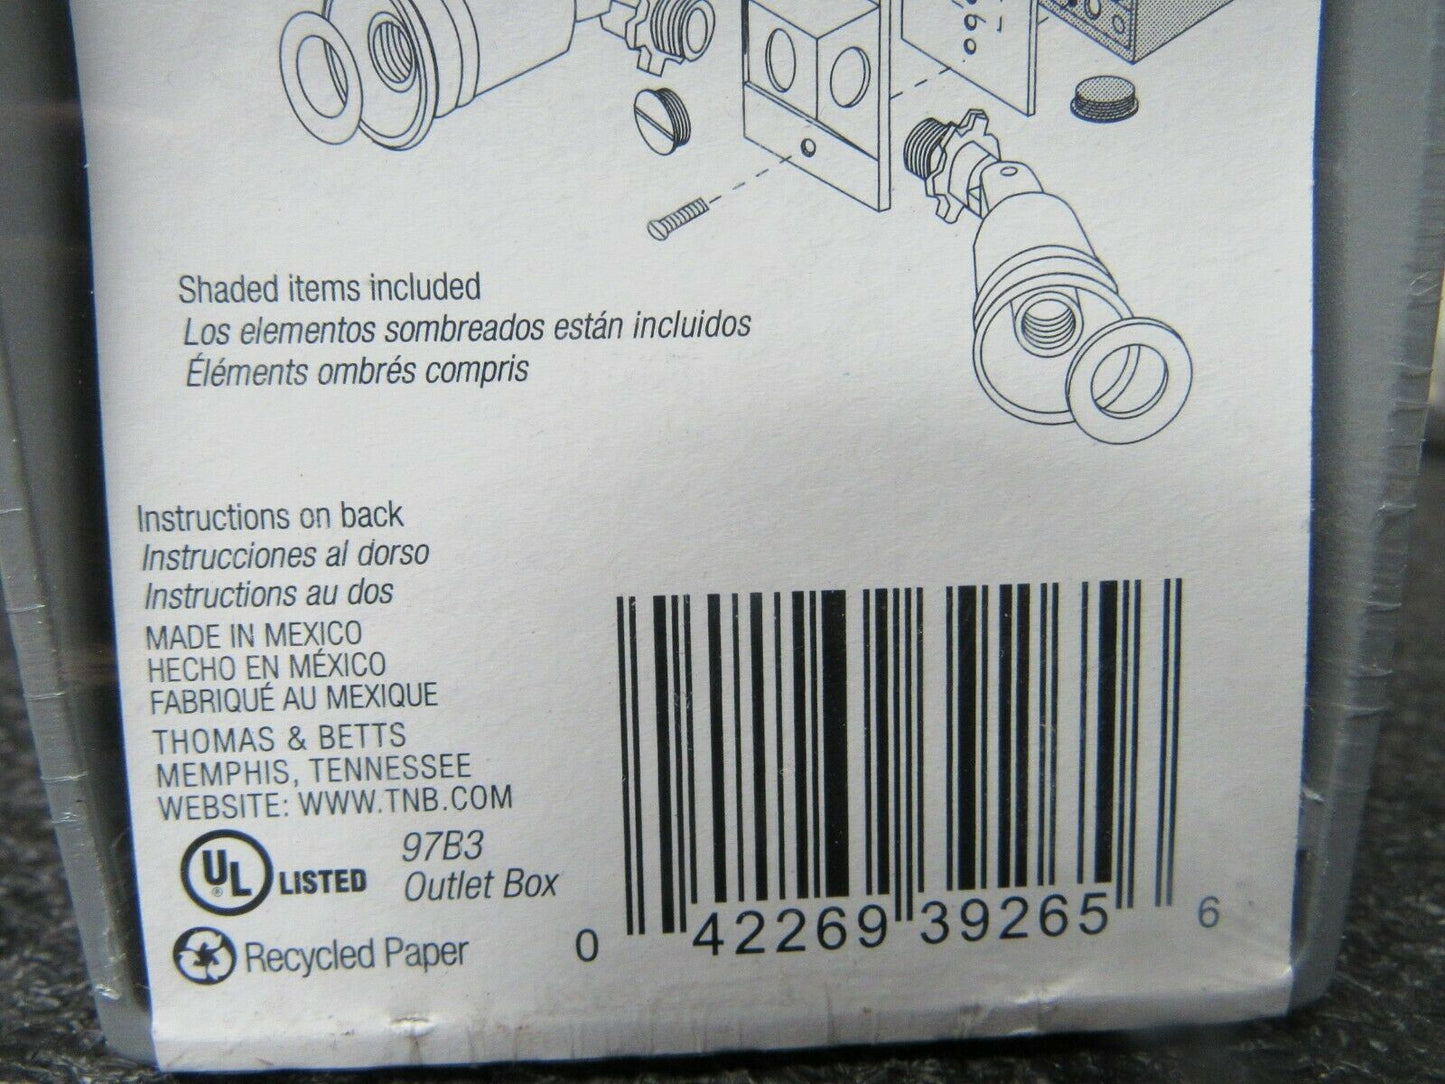 Shaded items included
Los elementos sombreados están incluidos
Éléments ombrés compris
Instructions on back
Instrucciones al dorso
Instructions au dos
MADE IN MEXICO
HECHO EN MÉXICO
FABRIQUÉ AU MEXIQUE
THOMAS & BETTS
MEMPHIS, TENNESSEE
WEBSITE: WWW.TNB.COM
UL® LISTED
97B3
Outlet Box
Recycled Paper
0 42269 39265 6